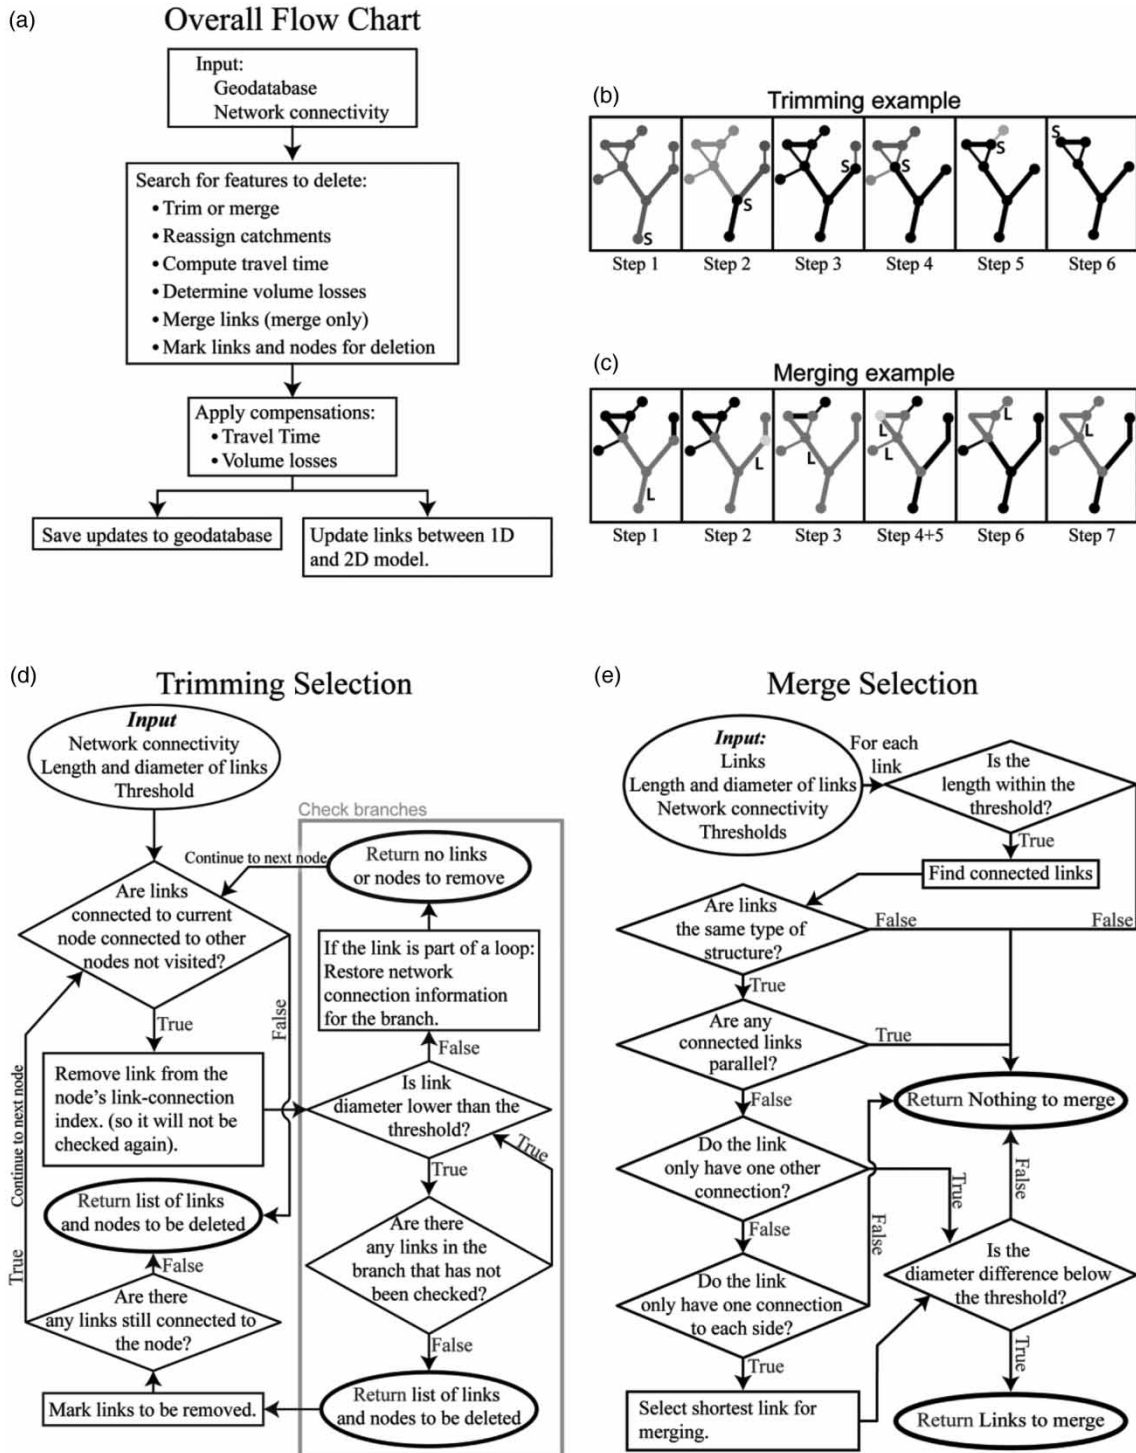 (a)
Overall Flow Chart
Input:
Geodatabase
Network connectivity
Search for features to delete:
• Trim or merge
• Reassign catchments
• Compute travel time
• Determine volume losses
• Merge links (merge only)
• Mark links and nodes for deletion
Apply compensations:
• Travel Time
• Volume losses
Save updates to geodatabase
Update links between 1D
and 2D model.
(b)
Trimming example
S
S
S
S
S
S
Step 1
Step 2
Step 3
Step 4
Step 5
Step 6
(c)
Merging example
L
L
L
L
L
L
L
Step 1
Step 2
Step 3
Step 4+5
Step 6
Step 7
(d)
Trimming Selection
Input
Network connectivity
Length and diameter of links
Threshold
Check branches
Continue to next node
Return no links
or nodes to remove
Are links
connected to current
node connected to other
nodes not visited?
If the link is part of a loop:
Restore network
connection information
for the branch.
True
False
False
Remove link from the
node's link-connection
index. (so it will not be
checked again).
Is link
diameter lower than the
threshold?
True
True
Continue to next node
True
Return list of links
and nodes to be deleted
Are there
any links in the
branch that has not
been checked?
False
Are there
any links still connected to
the node?
False
Mark links to be removed.
Return list of links
and nodes to be deleted
(e)
Merge Selection
Input:
Links
Length and diameter of links
Network connectivity
Thresholds
For each
link
Is the
length within the
threshold?
True
Find connected links
False
Are links
the same type of
structure?
False
True
Are any
connected links
parallel?
True
False
Return Nothing to merge
Do the link
only have one other
connection?
True
False
False
False
Do the link
only have one connection
to each side?
Is the
diameter difference below
the threshold?
True
True
Select shortest link for
merging.
Return Links to merge